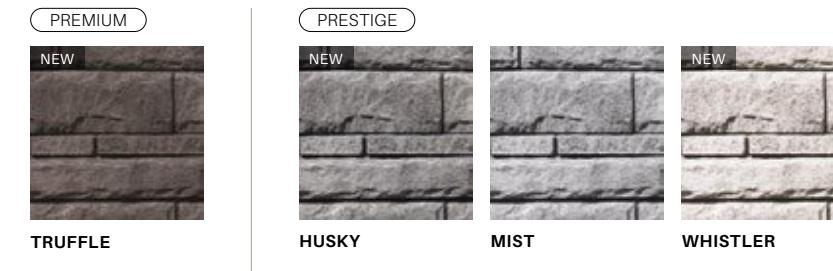 PREMIUM
NEW
TRUFFLE
PRESTIGE
NEW
HUSKY
MIST
NEW
WHISTLER